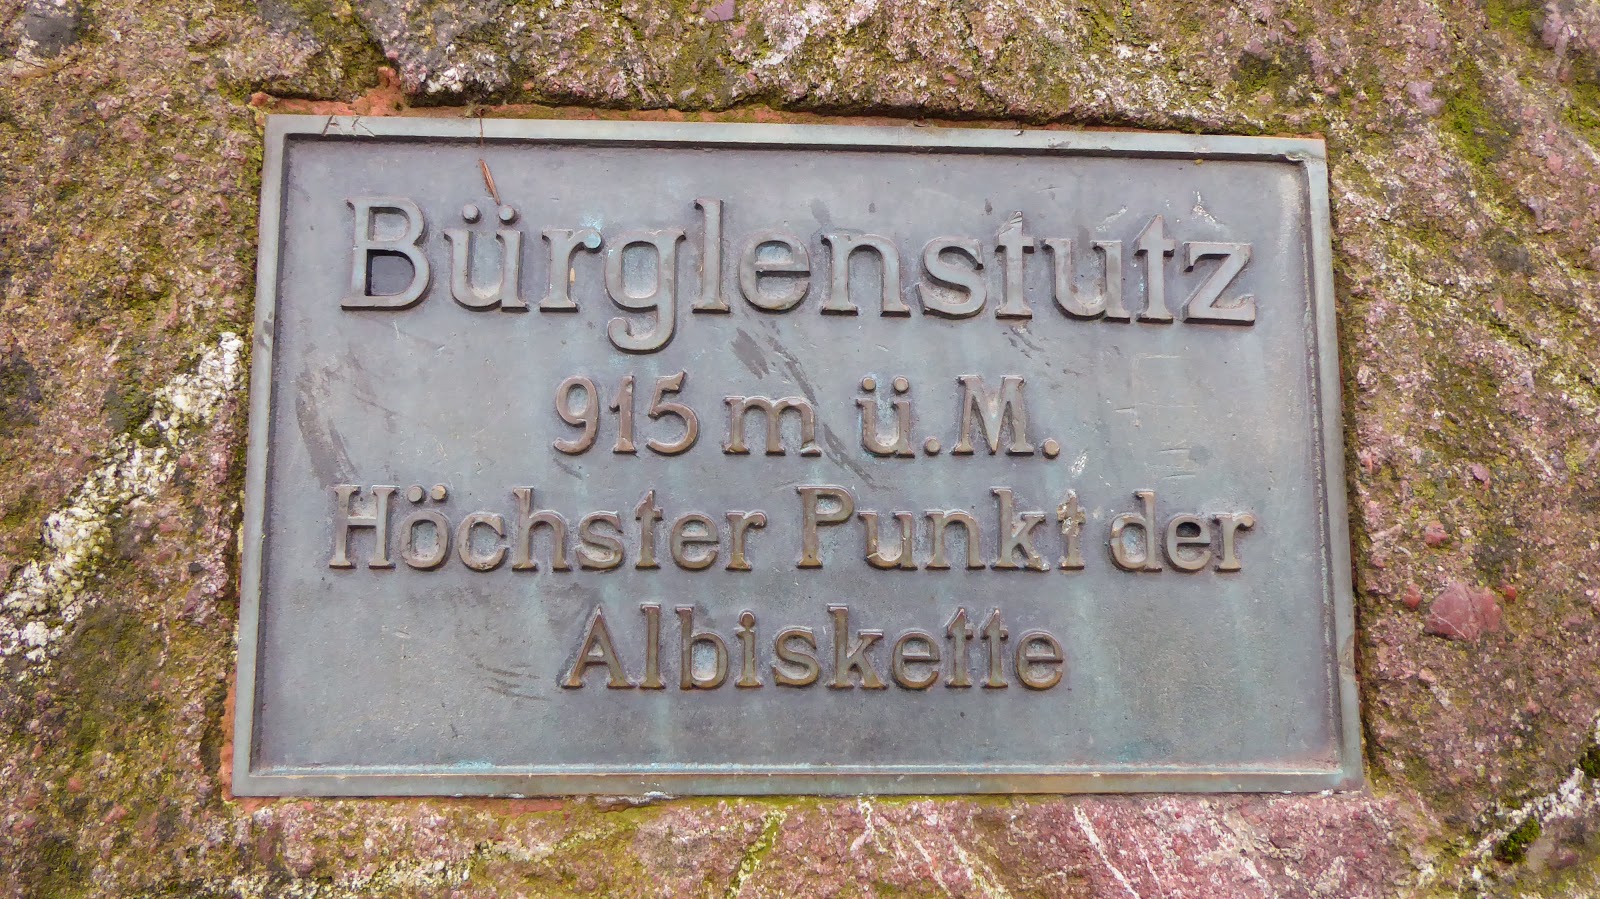 Bürglenstutz
915 m ü.M.
Höchster Punkt der
Albiskette